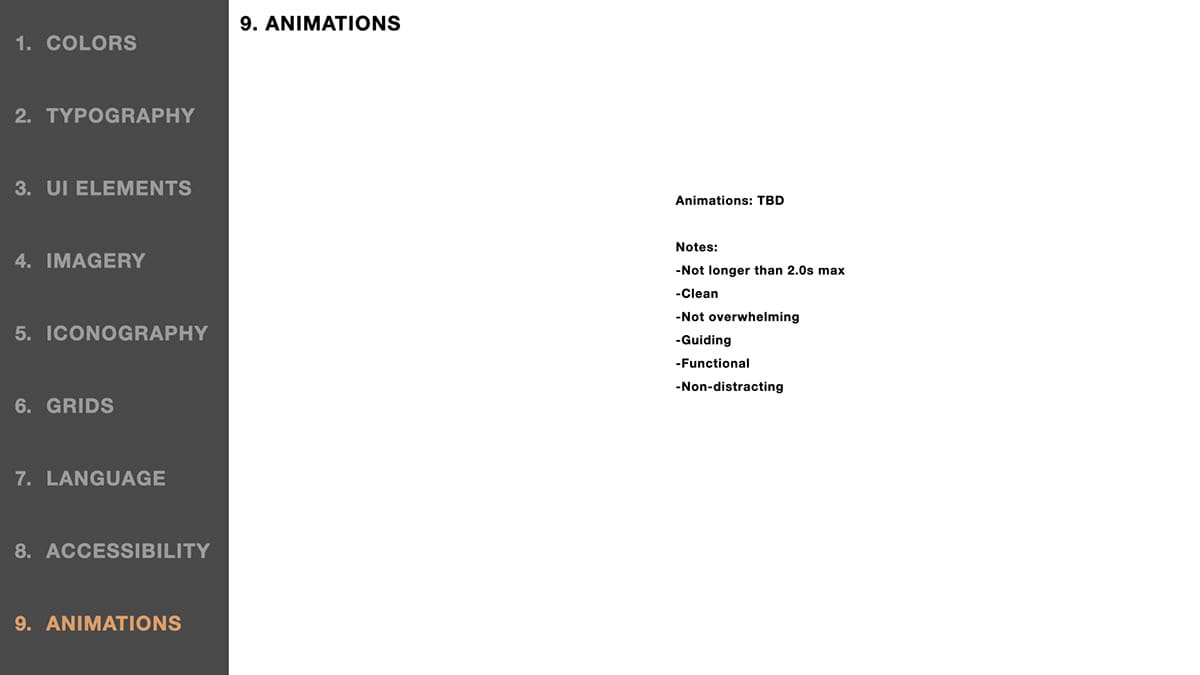 1. COLORS
2. TYPOGRAPHY
3. UI ELEMENTS
4. IMAGERY
5. ICONOGRAPHY
6. GRIDS
7. LANGUAGE
8. ACCESSIBILITY
9. ANIMATIONS
9. ANIMATIONS
Animations: TBD
Notes:
-Not longer than 2.0s max
-Clean
-Not overwhelming
-Guiding
-Functional
-Non-distracting